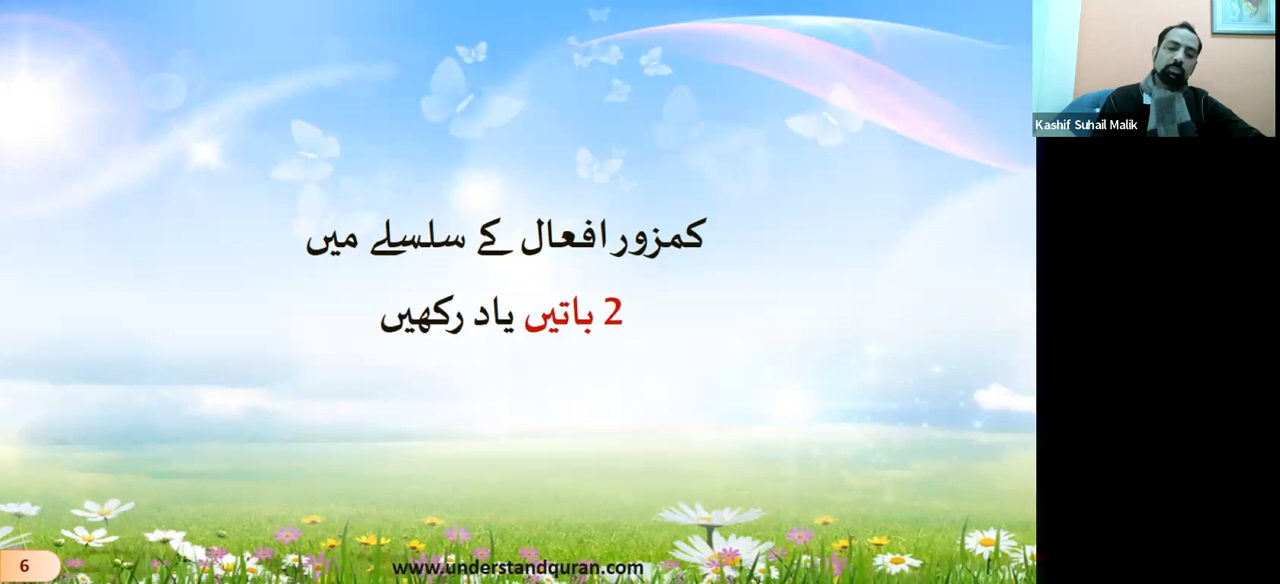 کمزور افعال کے سلسلے میں
2 باتیں یاد رکھیں
www.understandquran.com
6
Kashif Suhail Malik